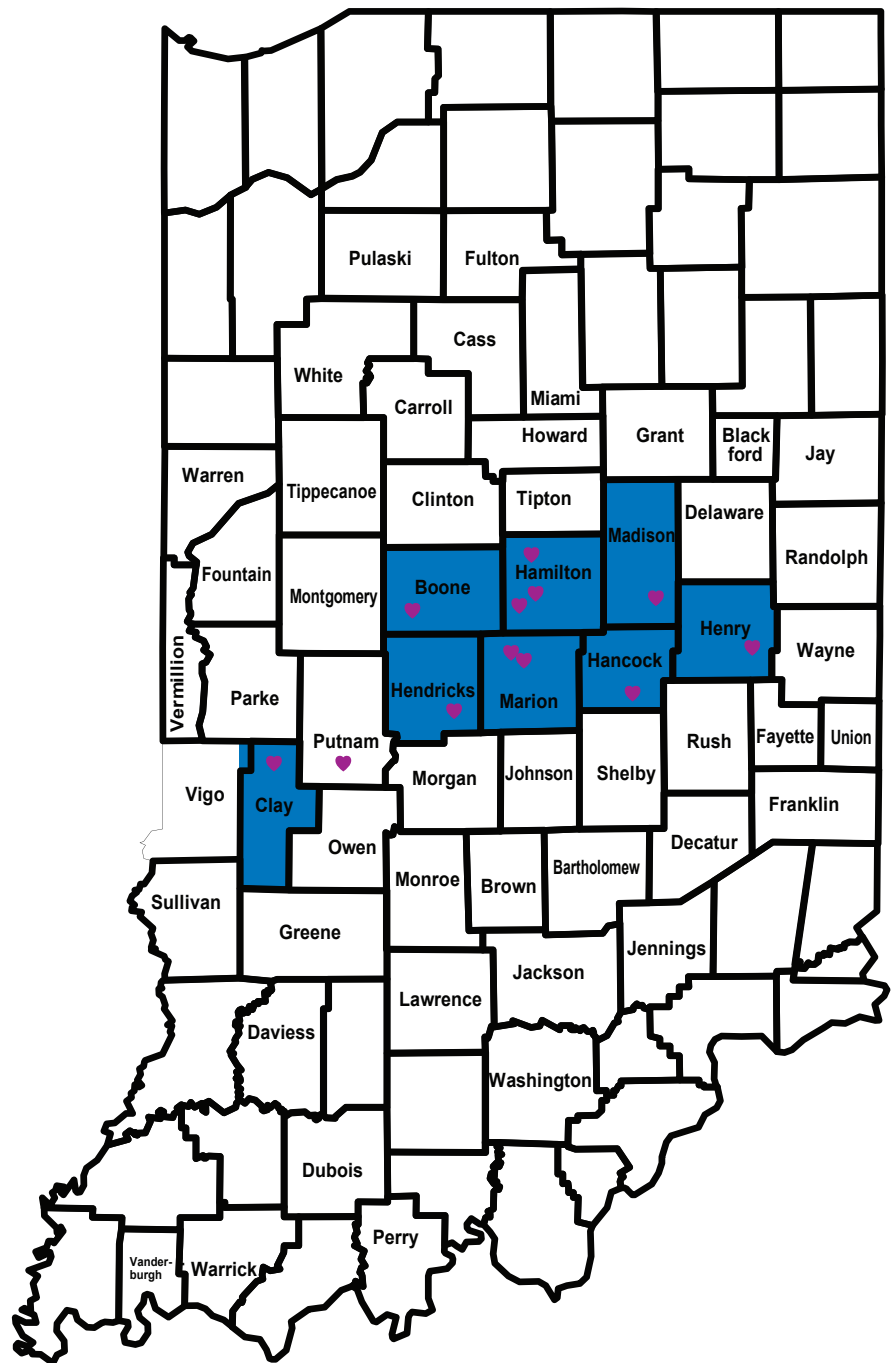 Pulaski
Fulton
Cass
White
Miami
Carroll
Howard
Grant
Black
ford
Jay
Warren
Tippecanoe
Clinton
Tipton
Madison
Delaware
Randolph
Fountain
Montgomery
Boone
Hamilton
Henry
Wayne
Vermillion
Parke
Hendricks
Marion
Hancock
Putnam
Rush
Fayette
Union
Vigo
Clay
Morgan
Johnson
Shelby
Franklin
Owen
Decatur
Monroe
Brown
Bartholomew
Sullivan
Greene
Jennings
Jackson
Lawrence
Daviess
Washington
Dubois
Perry
Vander-
burgh
Warrick